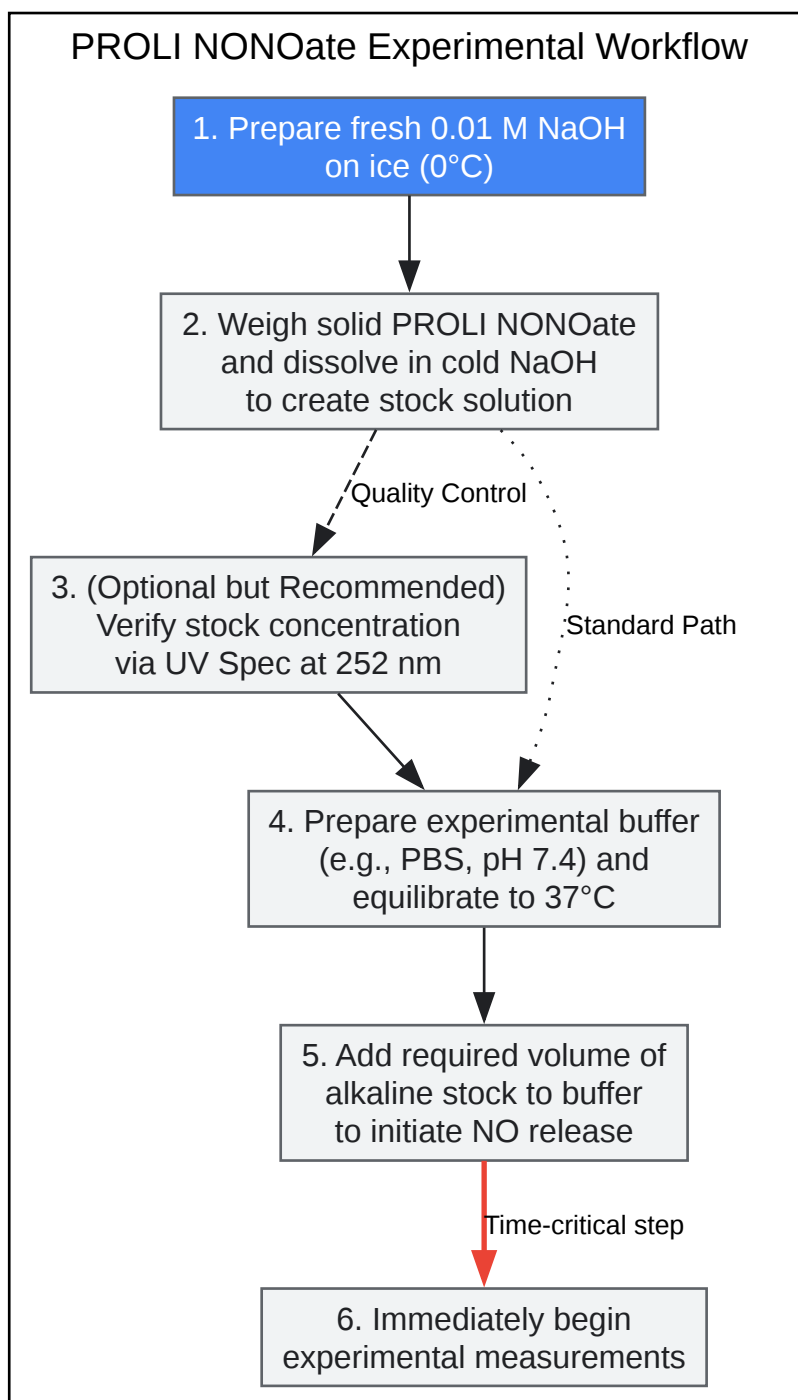 PROLI NONOate Experimental Workflow
1. Prepare fresh 0.01 M NaOH
on ice (0°C)
2. Weigh solid PROLI NONOate
and dissolve in cold NaOH
to create stock solution
Quality Control
3. (Optional but Recommended)
Verify stock concentration
via UV Spec at 252 nm
Standard Path
4. Prepare experimental buffer
(e.g., PBS, pH 7.4) and
equilibrate to 37°C
5. Add required volume of
alkaline stock to buffer
to initiate NO release
Time-critical step
6. Immediately begin
experimental measurements